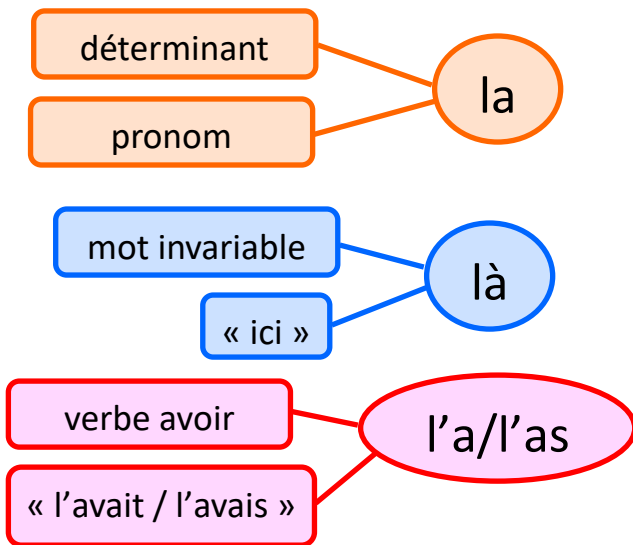 déterminant
la
pronom
mot invariable
là
« ici »
verbe avoir
l’a/l’as
« l’avait / l’avais »